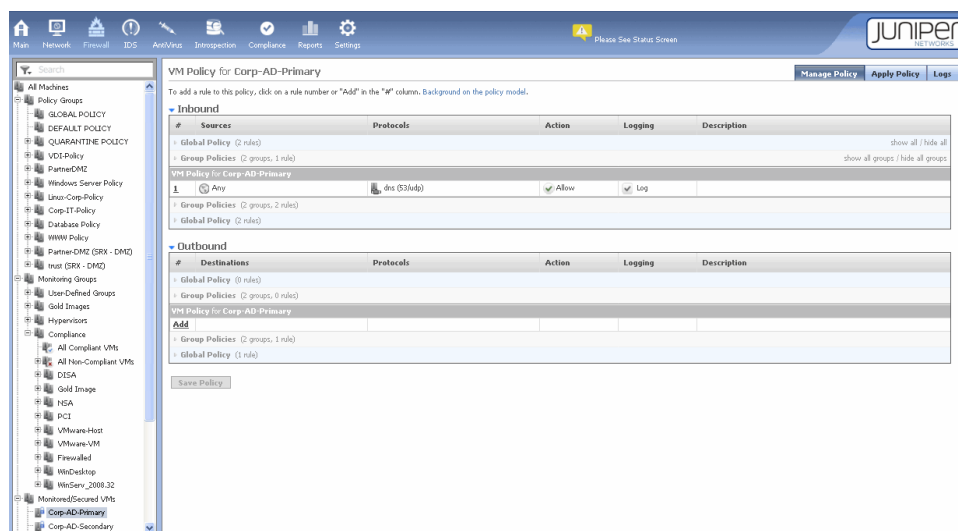 Main Network Firewall IDS AntiVirus Introspection Compliance Reports Settings
Please See Status Screen
JUNIPER
NETWORKS
Search
All Machines
Policy Groups
GLOBAL POLICY
DEFAULT POLICY
QUARANTINE POLICY
VDI-Policy
PartnerDMZ
Windows Server Policy
Linux-Corp-Policy
Corp-IT-Policy
Database Policy
WWW Policy
Partner-DMZ (SRX - DMZ)
trust (SRX - DMZ)
Monitoring Groups
User-Defined Groups
Gold Images
Hypervisors
Compliance
All Compliant VMs
All Non-Compliant VMs
DISA
Gold Image
NSA
PCI
VMware-Host
VMware-VM
Firewalled
WinDesktop
WinServ_2008.32
Monitored/Secured VMs
Corp-AD-Primary
Corp-AD-Secondary
VM Policy for Corp-AD-Primary
Manage Policy Apply Policy Logs
To add a rule to this policy, click on a rule number or "Add" in the "#" column. Background on the policy model.
Inbound
# Sources Protocols Action Logging Description
Global Policy (2 rules) show all / hide all
Group Policies (2 groups, 1 rule) show all groups / hide all groups
VM Policy for Corp-AD-Primary
1 Any dns (53/udp) Allow Log
Group Policies (2 groups, 2 rules)
Global Policy (2 rules)
Outbound
# Destinations Protocols Action Logging Description
Global Policy (0 rules)
Group Policies (2 groups, 0 rules)
VM Policy for Corp-AD-Primary
Add
Group Policies (2 groups, 1 rule)
Global Policy (1 rule)
Save Policy